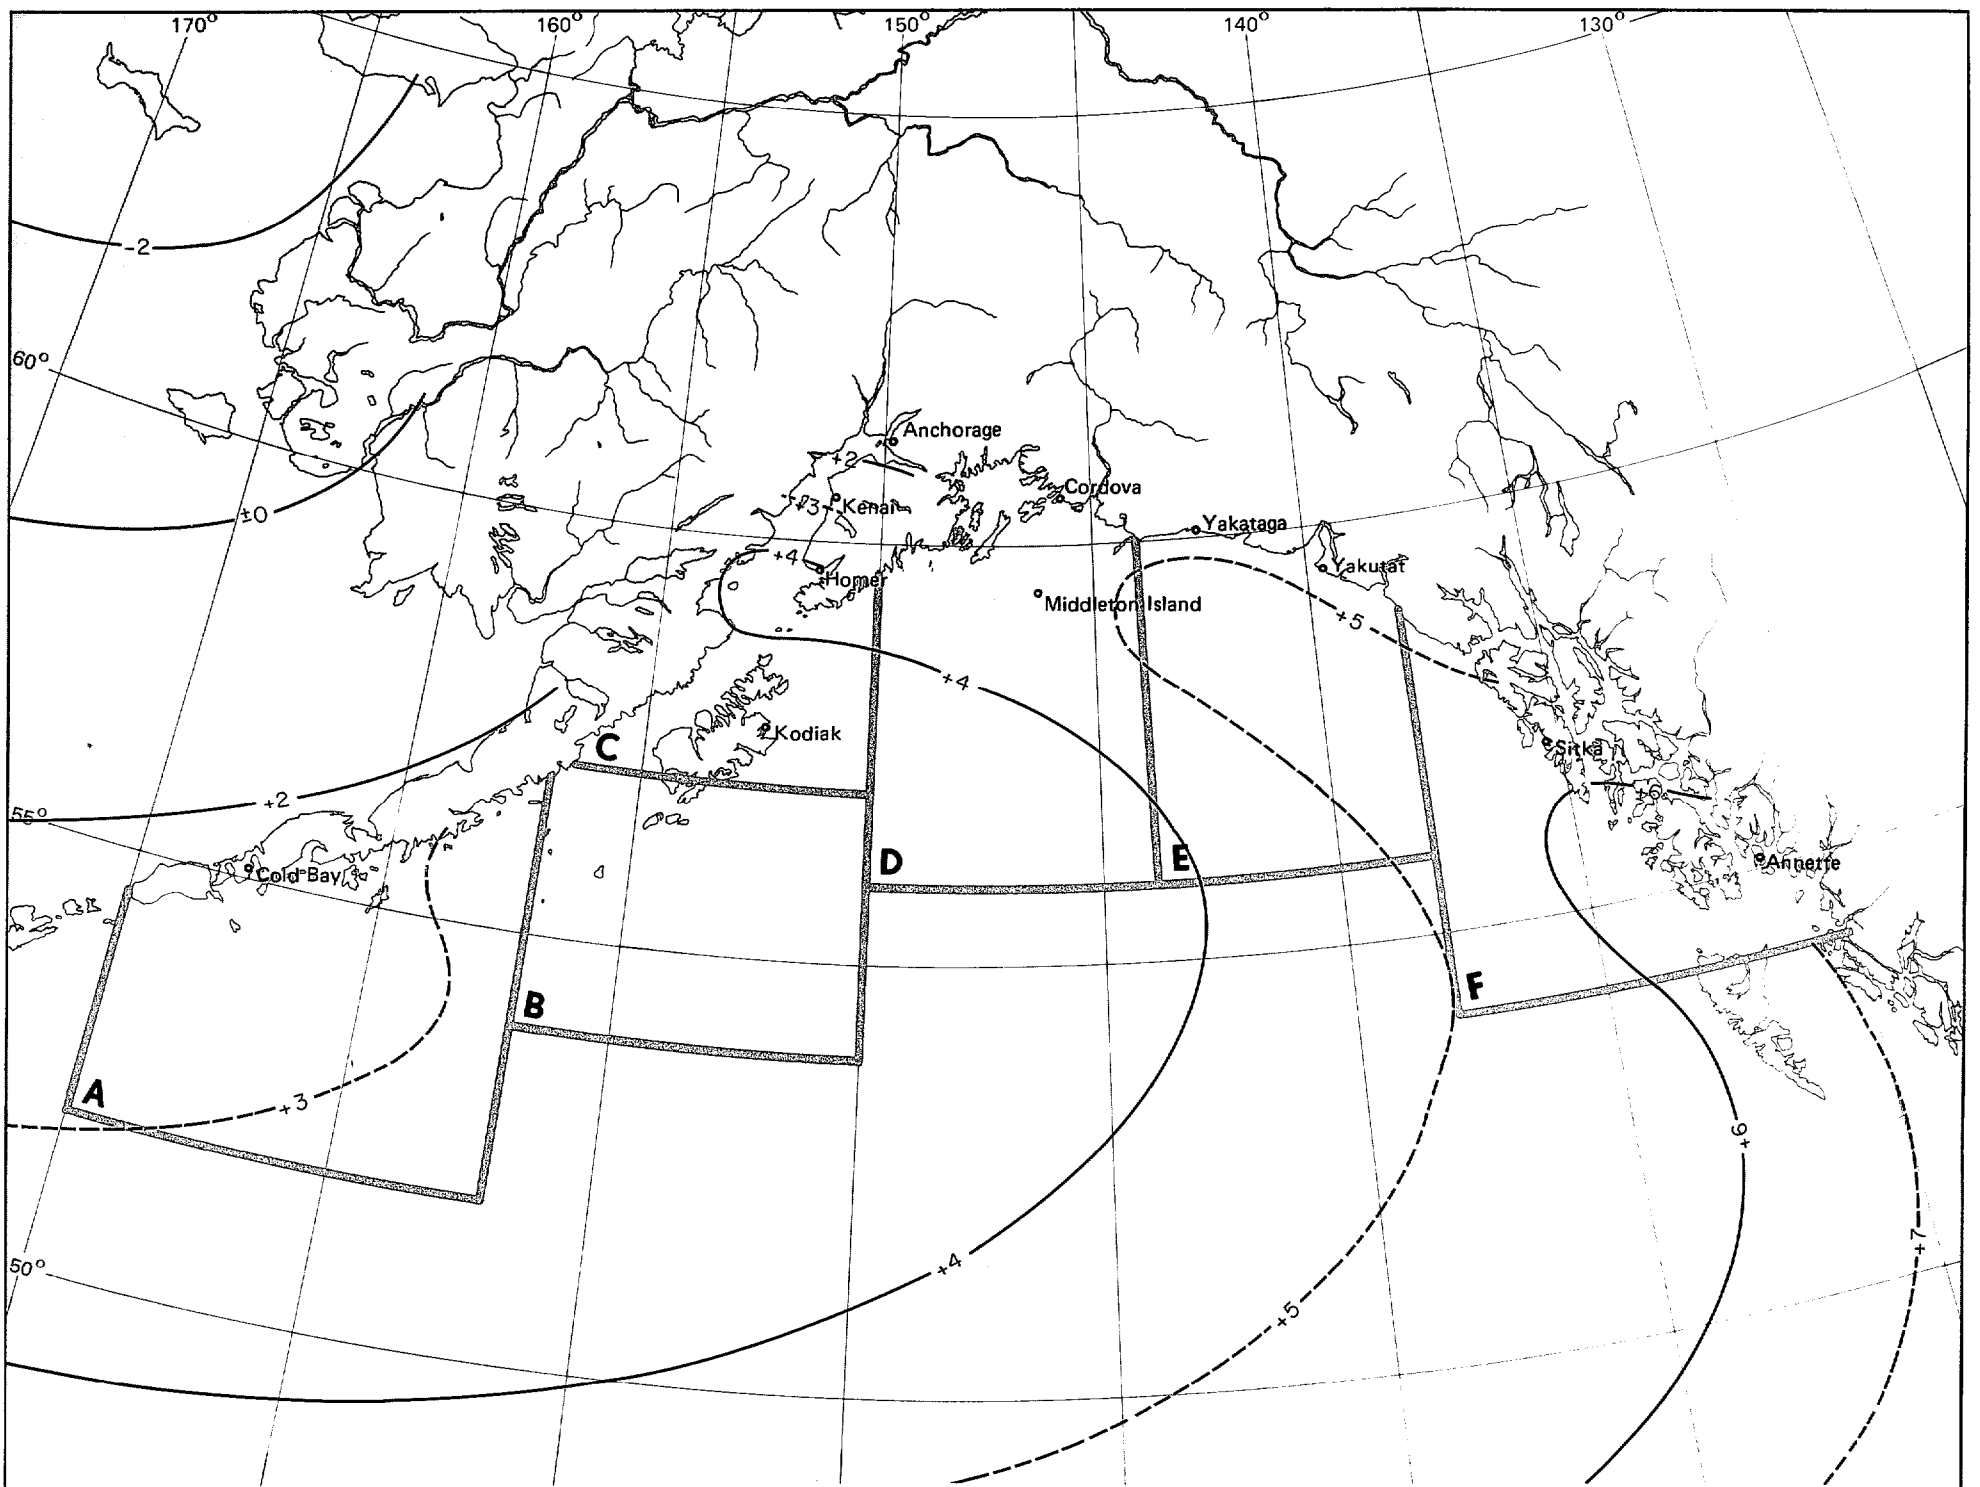 170°
160°
150°
140°
130°
-2
60°
Anchorage
+2
Cordova
+3
Kenai
±0
Yakataga
+4
Homer
Yakutat
Middleton Island
+5
+4
Kodiak
C
Sitka
+2
+6
55°
D
E
Annette
Cold Bay
F
B
A
+3
+6
+7
50°
+4
+5